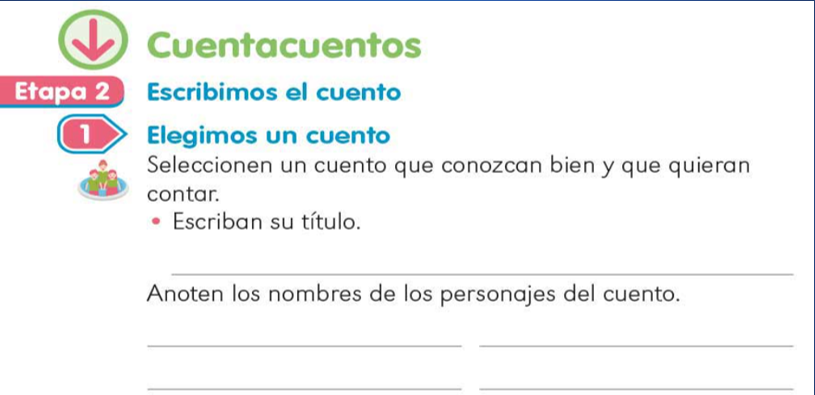 Cuentacuentos
Etapa 2
Escribimos el cuento
1
Elegimos un cuento
Seleccionen un cuento que conozcan bien y que quieran
contar.
• Escriban su título.
Anoten los nombres de los personajes del cuento.